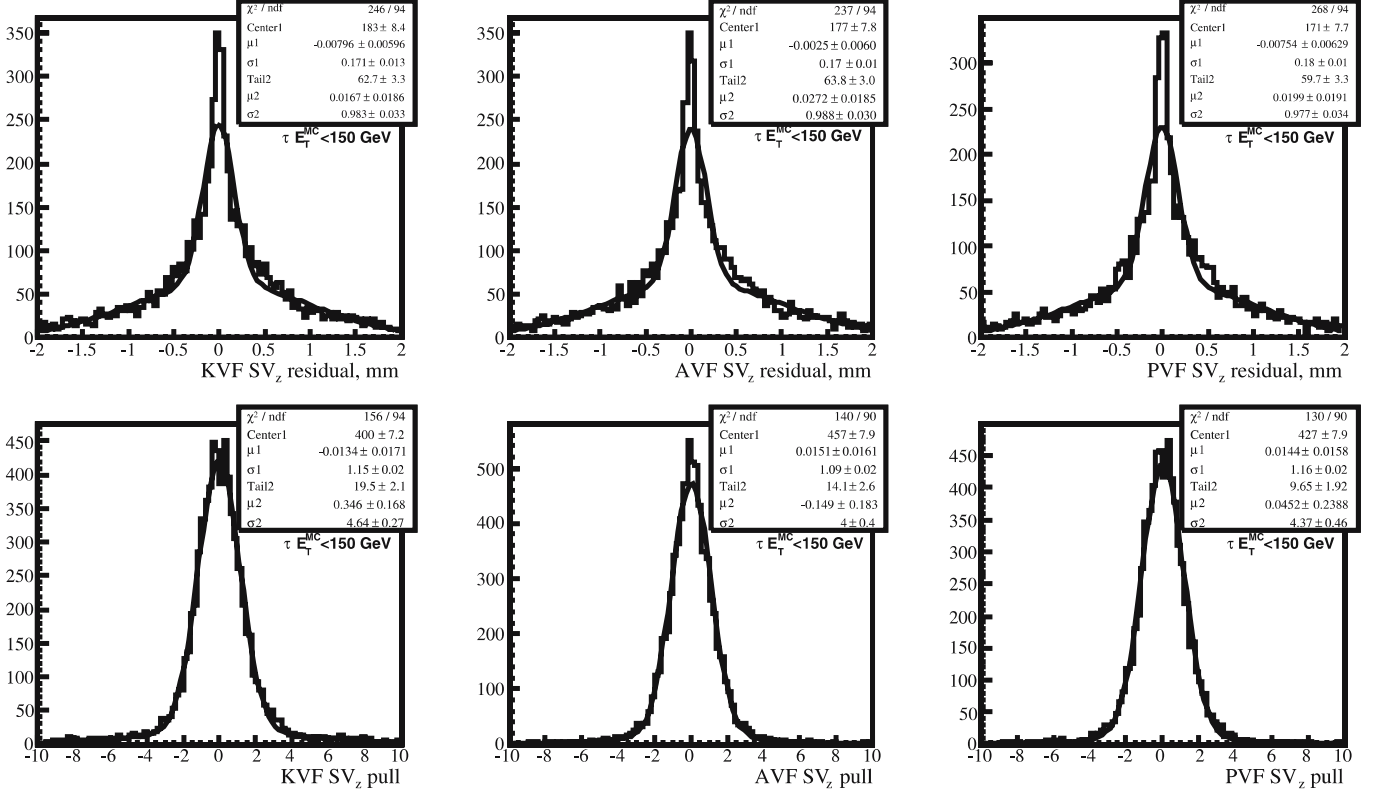 χ² / ndf 246 / 94
Center1 183 ± 8.4
μ1 -0.00796 ± 0.00596
σ1 0.171 ± 0.013
Tail2 62.7 ± 3.3
μ2 0.0167 ± 0.0186
σ2 0.983 ± 0.033
τ E_T^MC <150 GeV
350
300
250
200
150
100
50
0
-2 -1.5 -1 -0.5 0 0.5 1 1.5 2
KVF SV_z residual, mm
χ² / ndf 237 / 94
Center1 177 ± 7.8
μ1 -0.0025 ± 0.0060
σ1 0.17 ± 0.01
Tail2 63.8 ± 3.0
μ2 0.0272 ± 0.0185
σ2 0.988 ± 0.030
τ E_T^MC <150 GeV
350
300
250
200
150
100
50
0
-2 -1.5 -1 -0.5 0 0.5 1 1.5 2
AVF SV_z residual, mm
χ² / ndf 268 / 94
Center1 171 ± 7.7
μ1 -0.00754 ± 0.00629
σ1 0.18 ± 0.01
Tail2 59.7 ± 3.3
μ2 0.0199 ± 0.0191
σ2 0.977 ± 0.034
τ E_T^MC <150 GeV
300
250
200
150
100
50
0
-2 -1.5 -1 -0.5 0 0.5 1 1.5 2
PVF SV_z residual, mm
χ² / ndf 156 / 94
Center1 400 ± 7.2
μ1 -0.0134 ± 0.0171
σ1 1.15 ± 0.02
Tail2 19.5 ± 2.1
μ2 0.346 ± 0.168
σ2 4.64 ± 0.27
τ E_T^MC <150 GeV
450
400
350
300
250
200
150
100
50
0
-10 -8 -6 -4 -2 0 2 4 6 8 10
KVF SV_z pull
χ² / ndf 140 / 90
Center1 457 ± 7.9
μ1 0.0151 ± 0.0161
σ1 1.09 ± 0.02
Tail2 14.1 ± 2.6
μ2 -0.149 ± 0.183
σ2 4 ± 0.4
τ E_T^MC <150 GeV
500
400
300
200
100
0
-10 -8 -6 -4 -2 0 2 4 6 8 10
AVF SV_z pull
χ² / ndf 130 / 90
Center1 427 ± 7.9
μ1 0.0144 ± 0.0158
σ1 1.16 ± 0.02
Tail2 9.65 ± 1.92
μ2 0.0452 ± 0.2388
σ2 4.37 ± 0.46
τ E_T^MC <150 GeV
450
400
350
300
250
200
150
100
50
0
-10 -8 -6 -4 -2 0 2 4 6 8 10
PVF SV_z pull